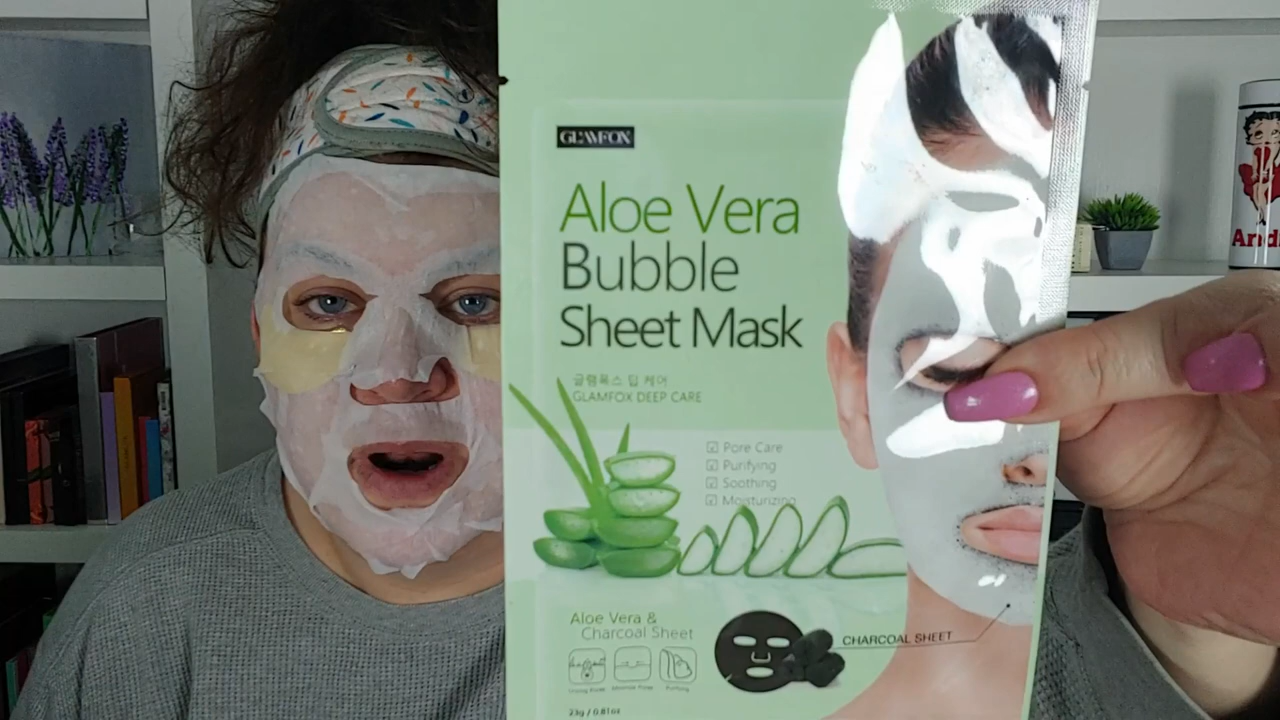 GLAMFOX
Aloe Vera
Bubble
Sheet Mask
글램폭스 딥 케어
GLAMFOX DEEP CARE
Pore Care
Purifying
Soothing
Moisturizing
Aloe Vera &
Charcoal Sheet
CHARCOAL SHEET
23g / 0.81oz